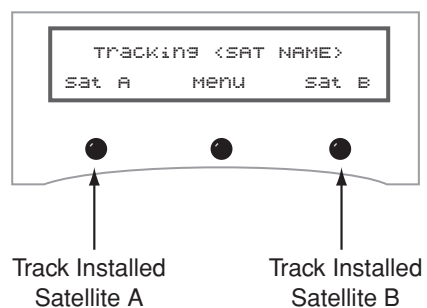 Tracking <SAT NAME>
Sat A Menu Sat B
Track Installed Satellite A
Track Installed Satellite B